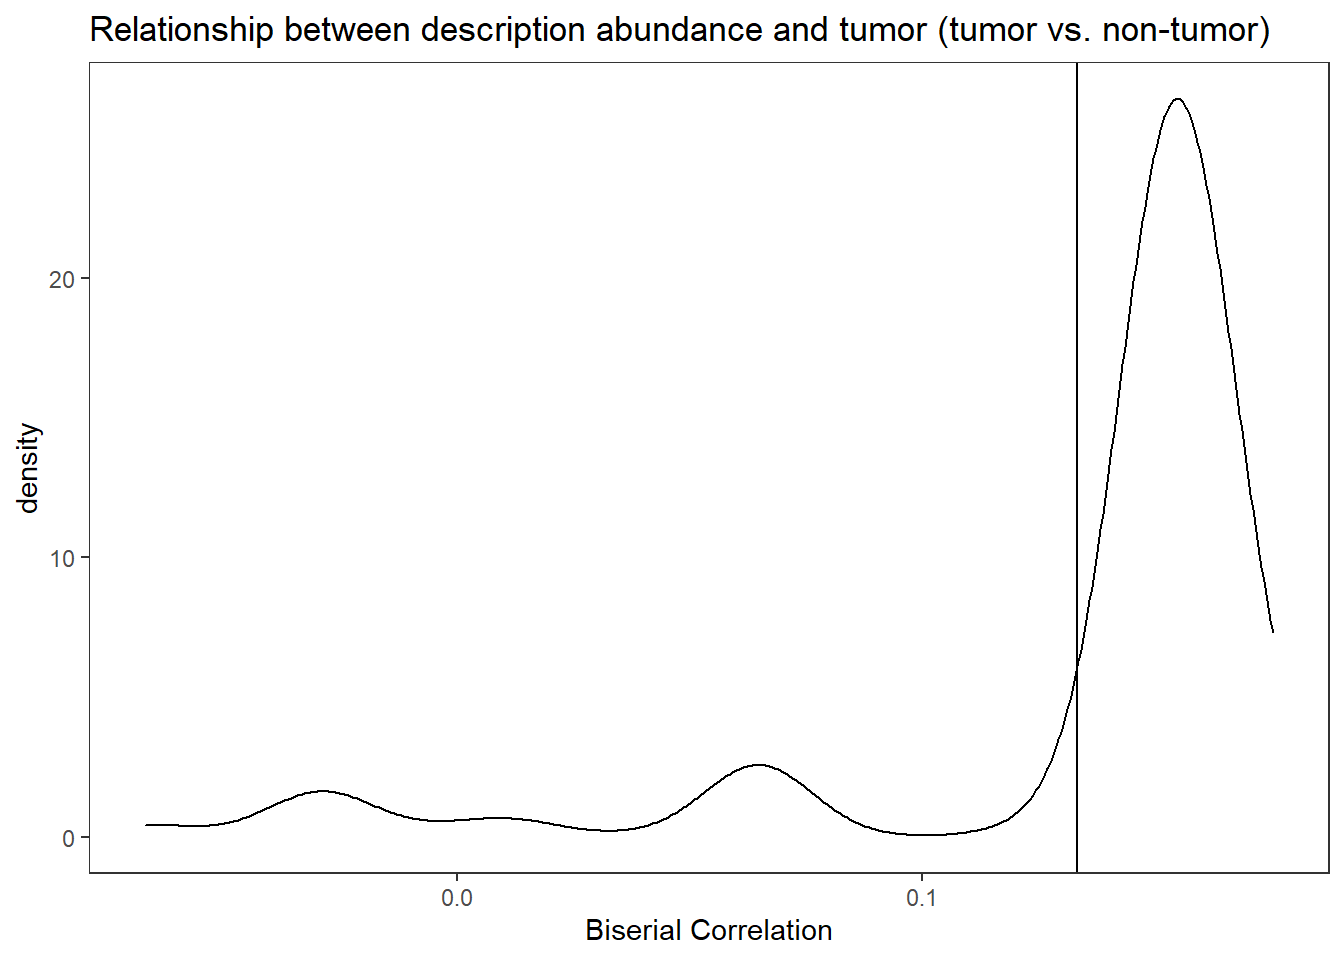 Relationship between description abundance and tumor (tumor vs. non-tumor)
20
10
0
density
0.0 0.1
Biserial Correlation